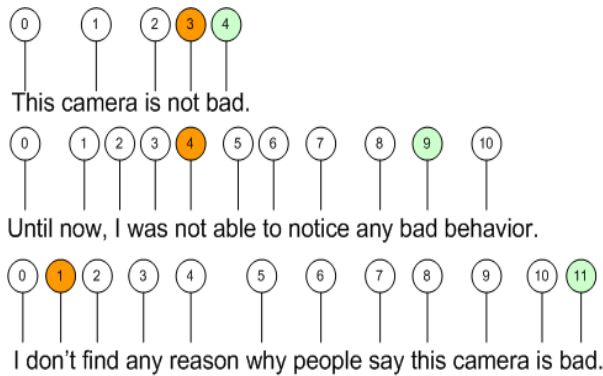 0 1 2 3 4
This camera is not bad.
0 1 2 3 4 5 6 7 8 9 10
Until now, I was not able to notice any bad behavior.
0 1 2 3 4 5 6 7 8 9 10 11
I don't find any reason why people say this camera is bad.